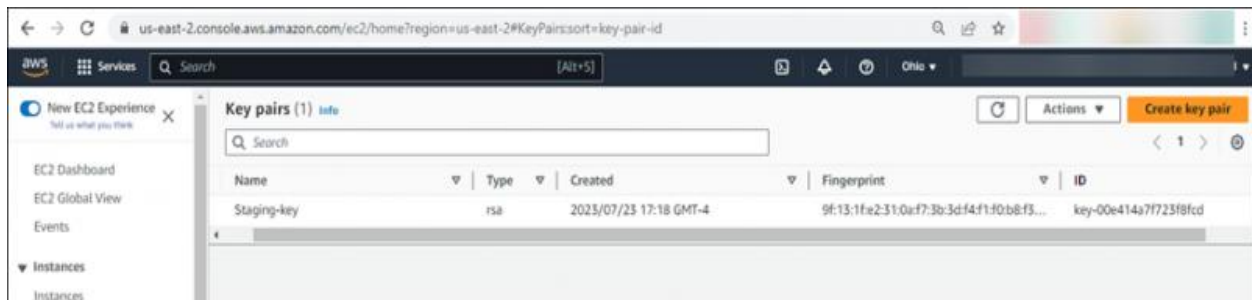 us-east-2.console.aws.amazon.com/ec2/home?region=us-east-2#KeyPairs:sort=key-pair-id
aws Services Search [Alt+S] Ohio
New EC2 Experience
Tell us what you think
Key pairs (1) Info Actions Create key pair
Search 1
EC2 Dashboard
EC2 Global View
Events
Instances
Instances
Name Type Created Fingerprint ID
Staging-key rsa 2023/07/23 17:18 GMT-4 9f:13:1f:e2:31:0a:f7:3b:3d:f4:f1:f0:b8:f3... key-00e414a7f723f8fcd